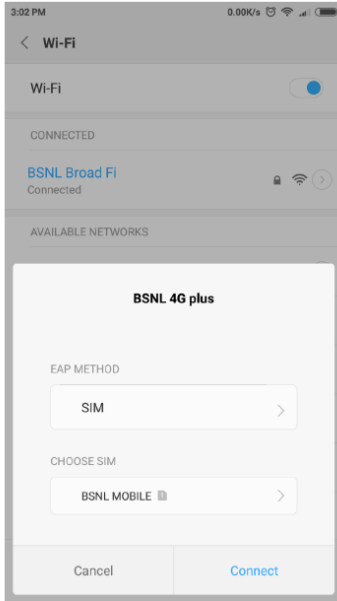 3:02 PM 0.00K/s
Wi-Fi
Wi-Fi
CONNECTED
BSNL Broad Fi
Connected
AVAILABLE NETWORKS
BSNL 4G plus
EAP METHOD
SIM
CHOOSE SIM
BSNL MOBILE
Cancel Connect